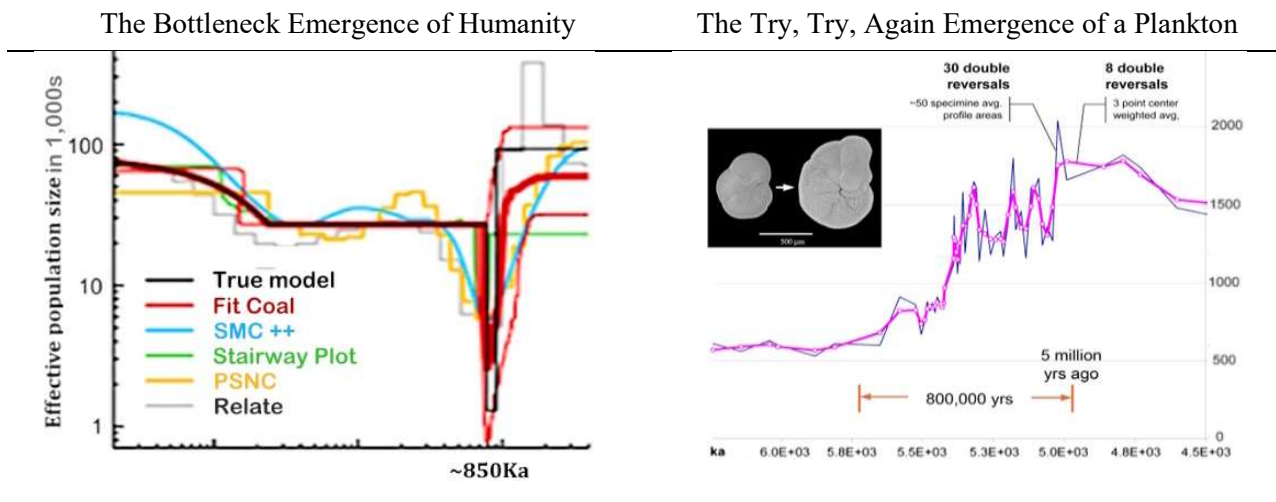 The Bottleneck Emergence of Humanity
Effective population size in 1,000s
100
10
1
True model
Fit Coal
SMC ++
Stairway Plot
PSNC
Relate
~850Ka
The Try, Try, Again Emergence of a Plankton
30 double
reversals
~50 specimine avg.
profile areas
8 double
reversals
3 point center
weighted avg,
500 µm
2000
1500
1000
500
0
5 million
yrs ago
800,000 yrs
ka 6.0E+03 5.8E+03 5.5E+03 5.3E+03 5.0E+03 4.8E+03 4.5E+03